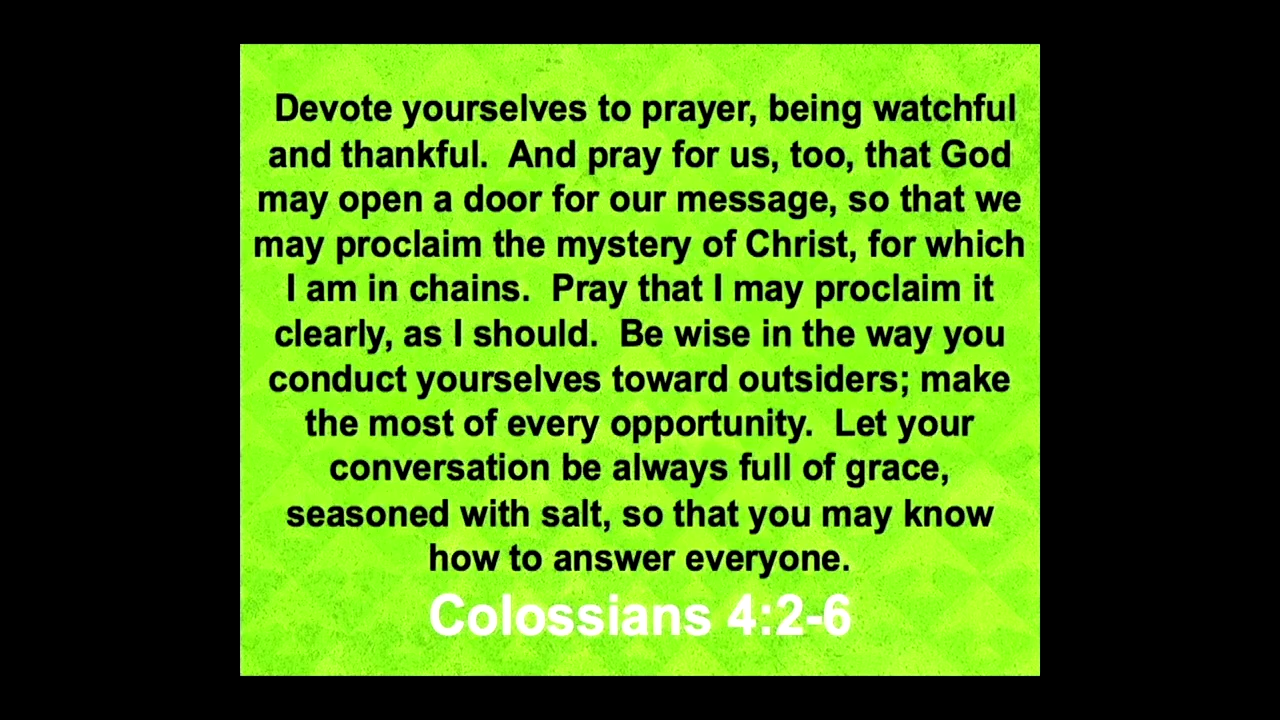 Devote yourselves to prayer, being watchful
and thankful.  And pray for us, too, that God
may open a door for our message, so that we
may proclaim the mystery of Christ, for which
I am in chains.  Pray that I may proclaim it
clearly, as I should.  Be wise in the way you
conduct yourselves toward outsiders; make
the most of every opportunity.  Let your
conversation be always full of grace,
seasoned with salt, so that you may know
how to answer everyone.
Colossians 4:2-6